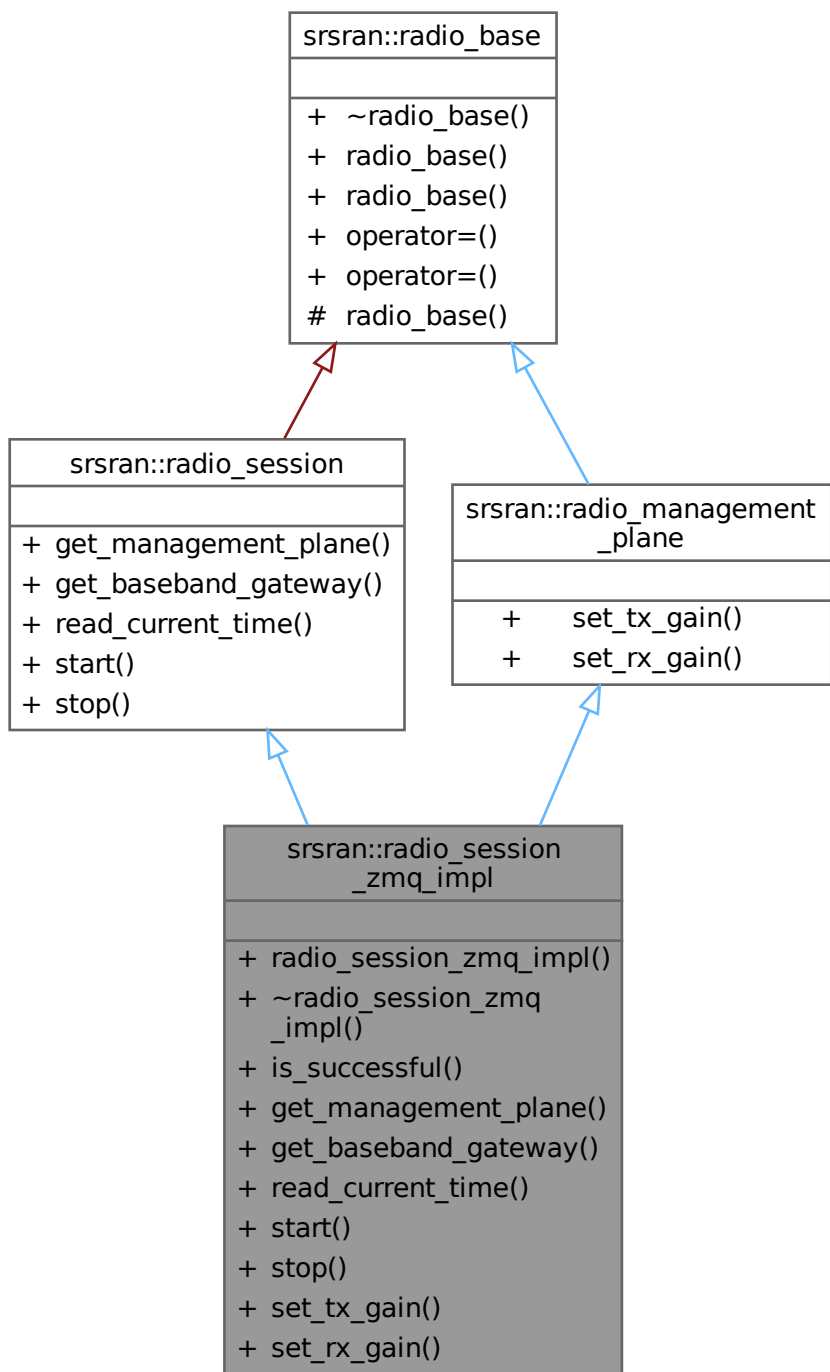 srsran::radio_base
+ ~radio_base()
+ radio_base()
+ radio_base()
+ operator=()
+ operator=()
# radio_base()
srsran::radio_session
+ get_management_plane()
+ get_baseband_gateway()
+ read_current_time()
+ start()
+ stop()
srsran::radio_management
_plane
+ set_tx_gain()
+ set_rx_gain()
srsran::radio_session
_zmq_impl
+ radio_session_zmq_impl()
+ ~radio_session_zmq
_impl()
+ is_successful()
+ get_management_plane()
+ get_baseband_gateway()
+ read_current_time()
+ start()
+ stop()
+ set_tx_gain()
+ set_rx_gain()